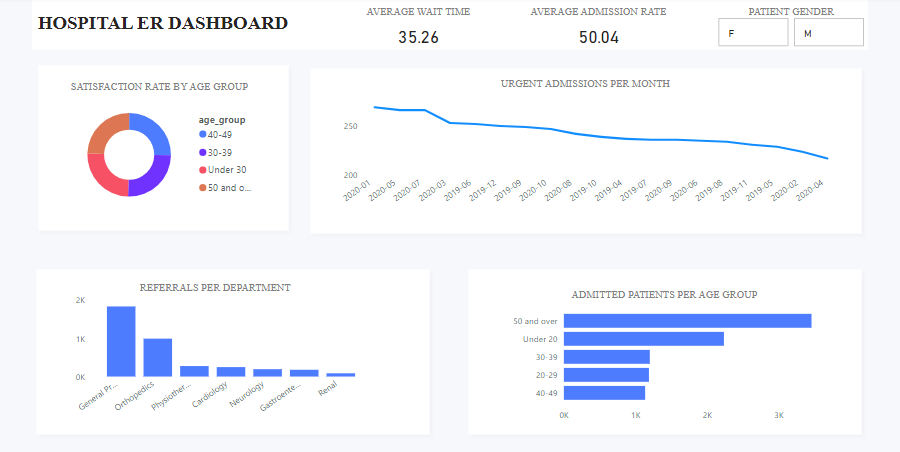 HOSPITAL ER DASHBOARD
AVERAGE WAIT TIME
35.26
AVERAGE ADMISSION RATE
50.04
PATIENT GENDER
F
M
SATISFACTION RATE BY AGE GROUP
age_group
40-49
30-39
Under 30
50 and o...
URGENT ADMISSIONS PER MONTH
250
200
2020-01
2020-05
2020-07
2020-03
2019-06
2019-12
2019-09
2020-10
2020-08
2019-10
2019-04
2019-07
2020-09
2020-06
2019-08
2019-11
2019-05
2020-02
2020-04
REFERRALS PER DEPARTMENT
2K
1K
0K
General Pr...
Orthopedics
Physiother...
Cardiology
Neurology
Gastroente...
Renal
ADMITTED PATIENTS PER AGE GROUP
50 and over
Under 20
30-39
20-29
40-49
0K
1K
2K
3K